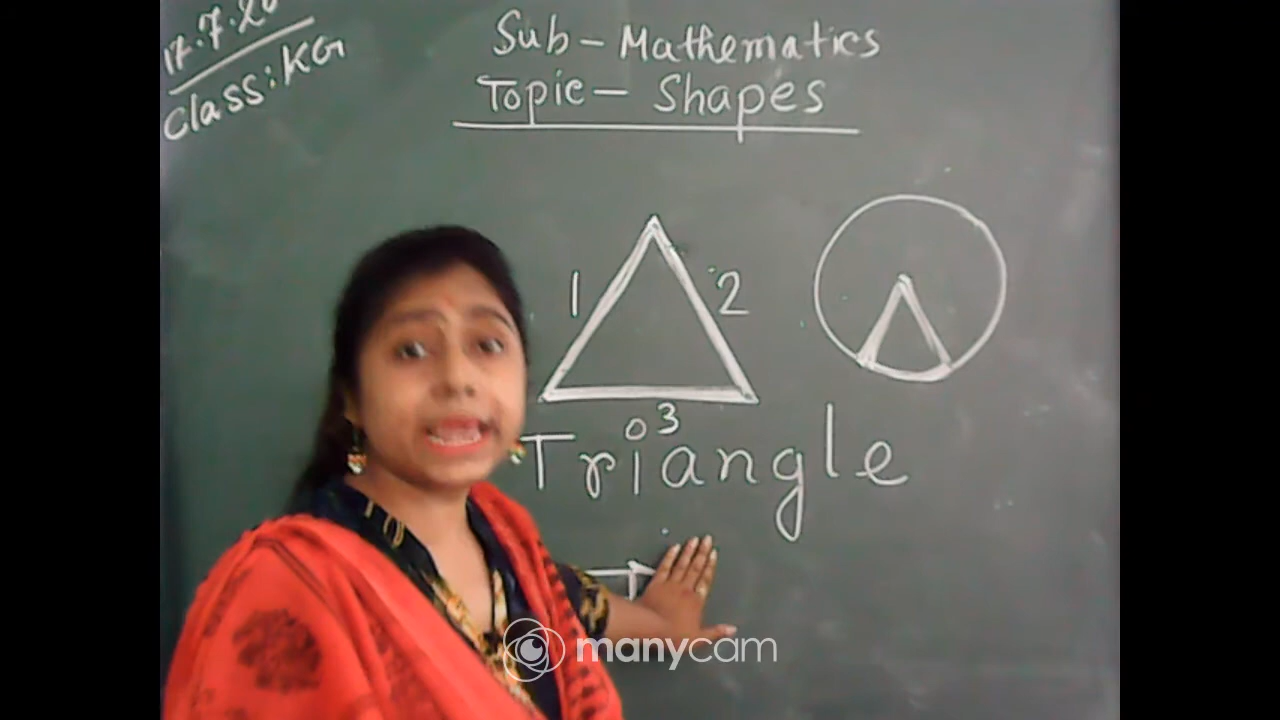 17.7.20
Class: KG
Sub - Mathematics
Topic - Shapes
1
2
3
Triangle
manycam